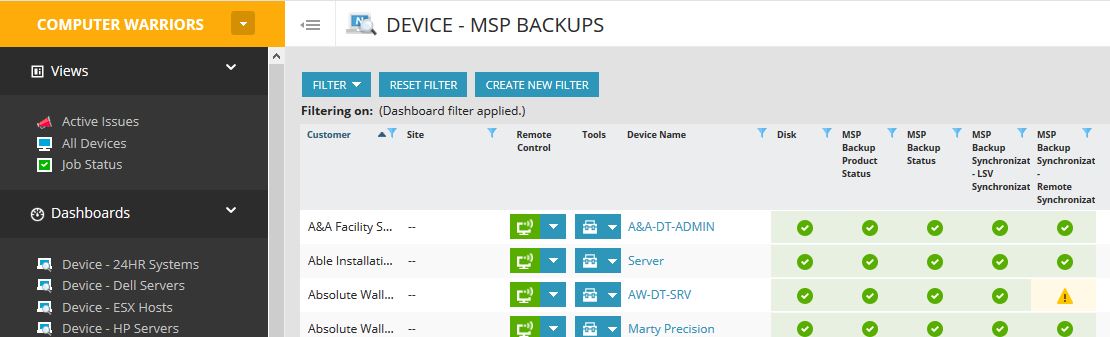 COMPUTER WARRIORS
DEVICE - MSP BACKUPS
Views
Active Issues
All Devices
Job Status
Dashboards
Device - 24HR Systems
Device - Dell Servers
Device - ESX Hosts
Device - HP Servers
FILTER RESET FILTER CREATE NEW FILTER
Filtering on: (Dashboard filter applied.)
Customer Site Remote Control Tools Device Name Disk MSP Backup Product Status MSP Backup Status MSP Backup Synchronizat - LSV Synchronizat MSP Backup Synchronizat - Remote Synchronizat
A&A Facility S... -- A&A-DT-ADMIN
Able Installati... -- Server
Absolute Wall... -- AW-DT-SRV
Absolute Wall... -- Marty Precision